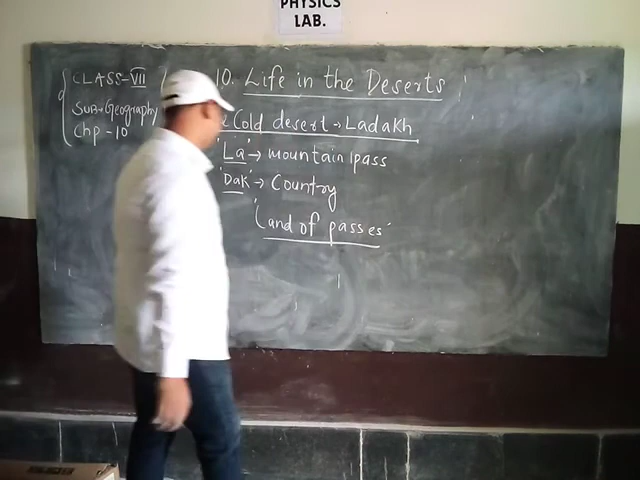 PHYSICS
LAB.
CLASS-VII
SUB→Geography
Chp-10
10. Life in the Deserts
Cold desert → Ladakh
'La' → mountain pass
'Dak' → Country
'Land of passes'